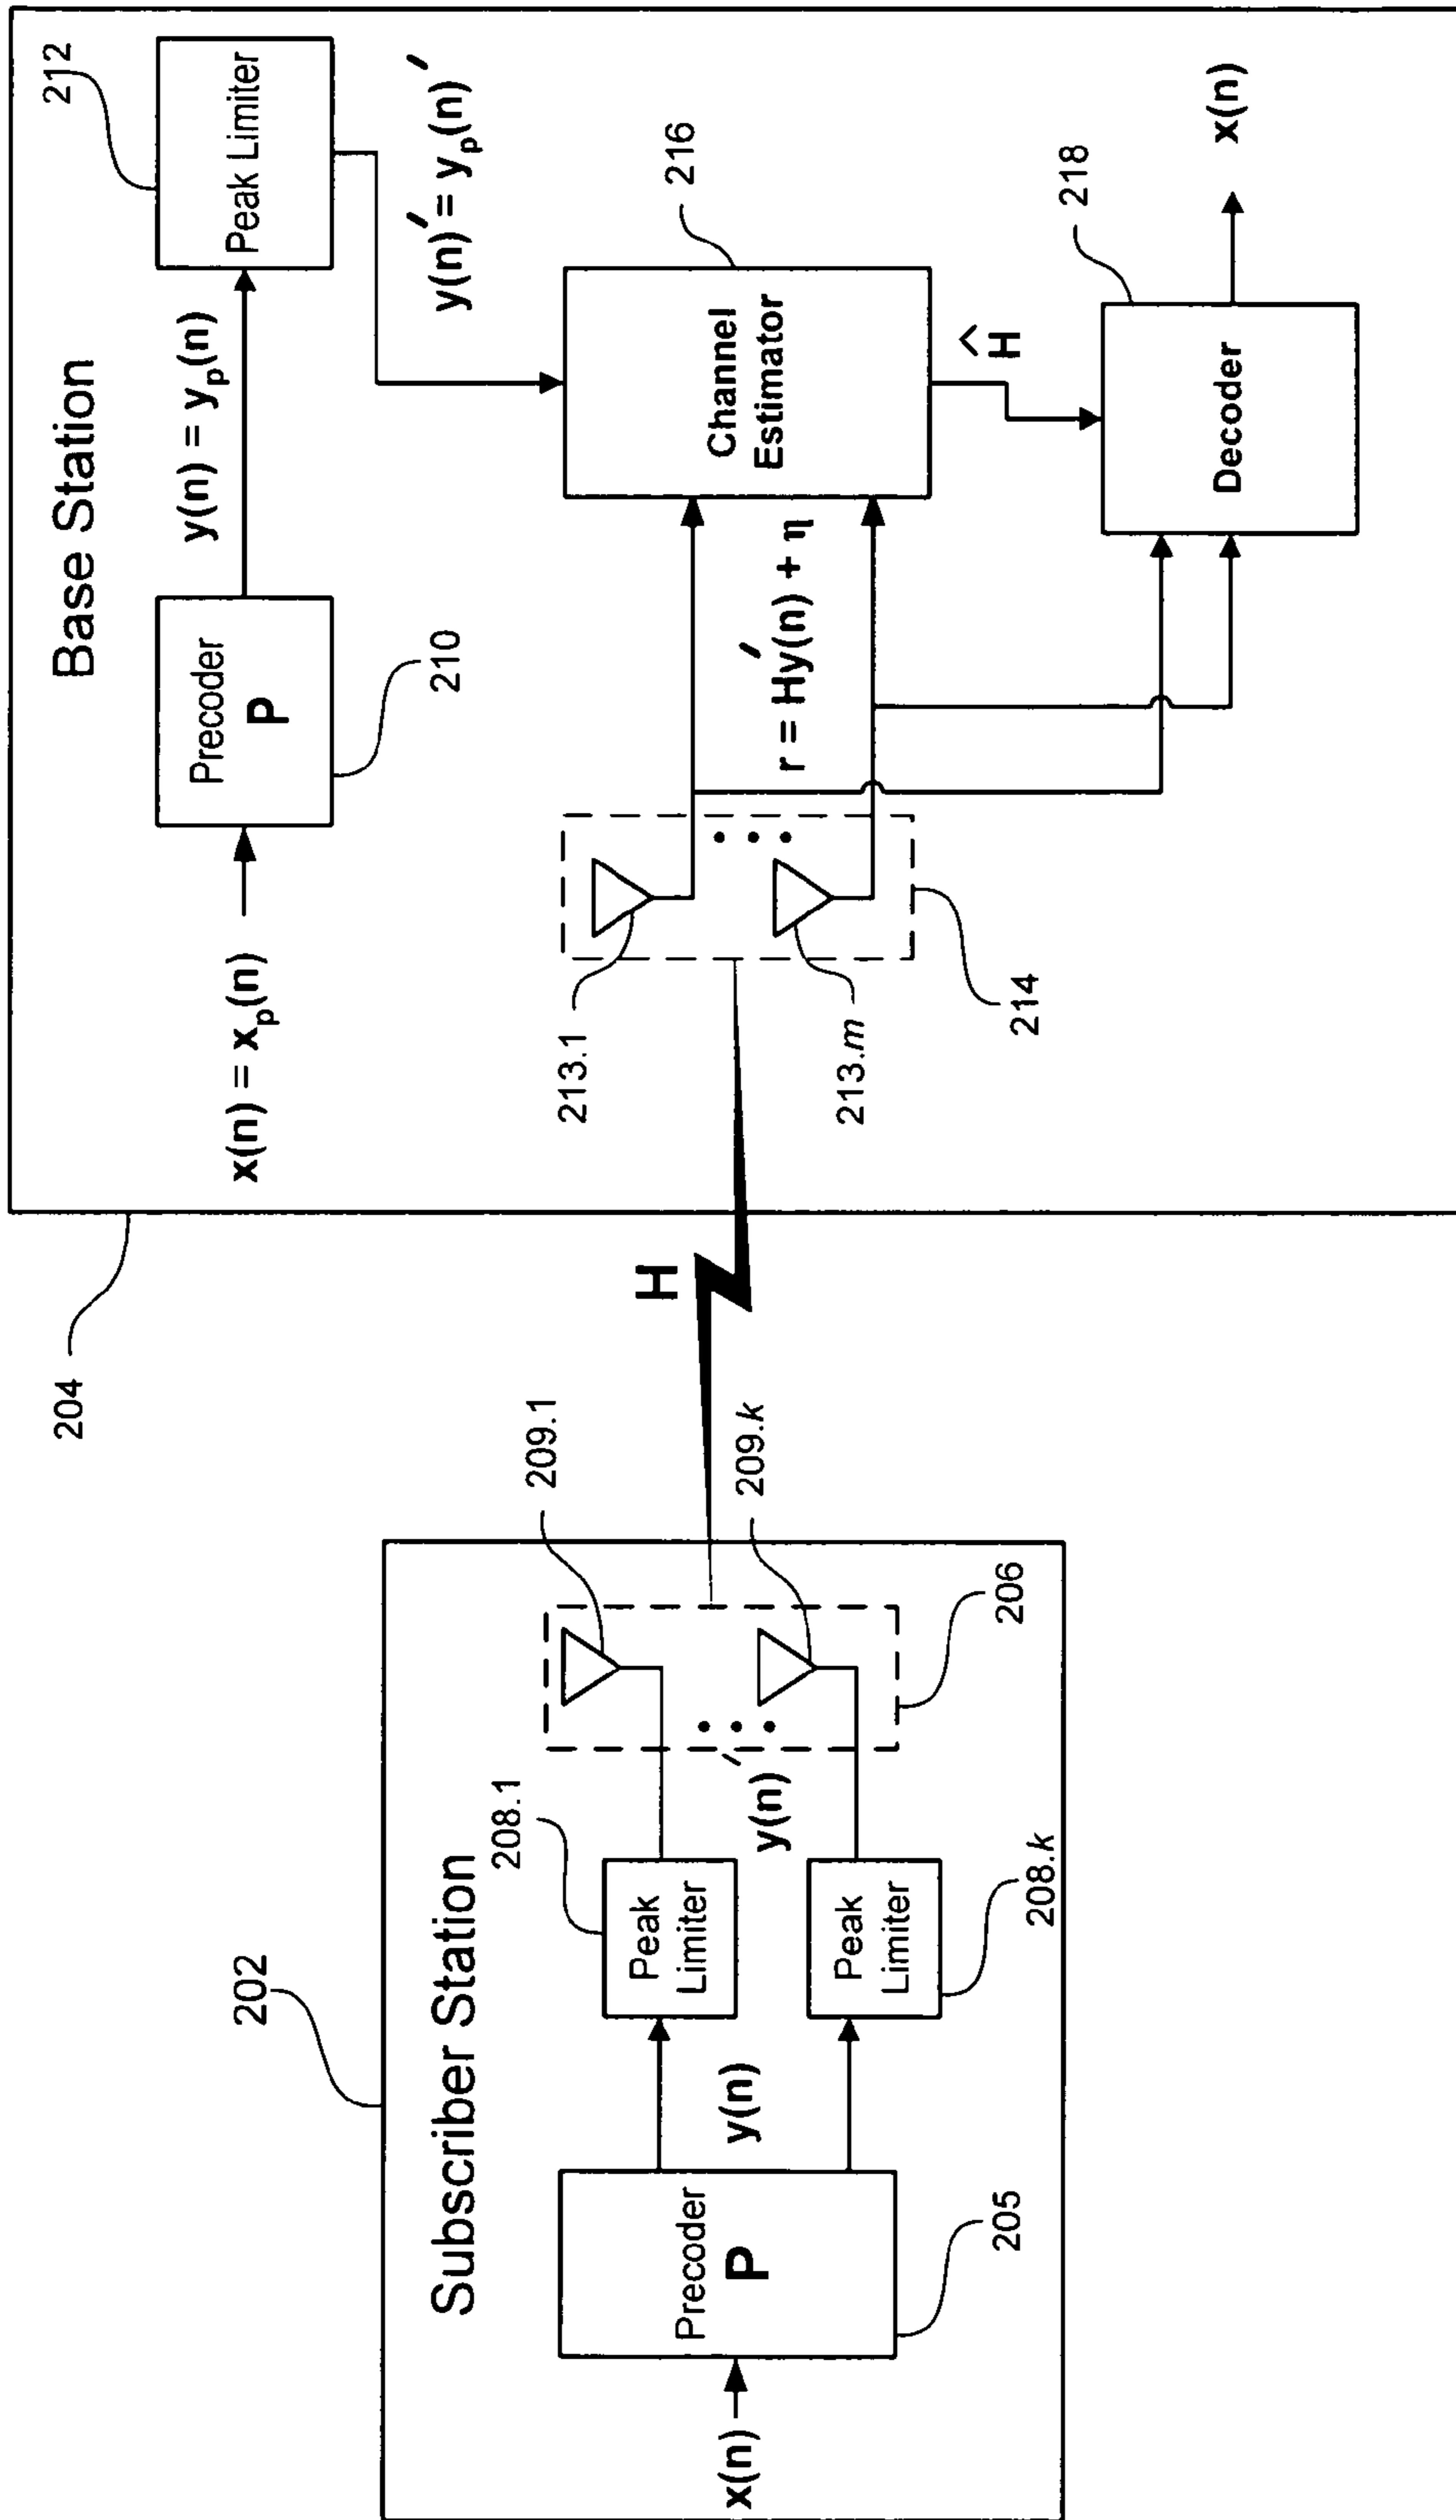 202
Subscriber Station
x(n)
Precoder
P
205
y(n)
Peak
Limiter
208.1
Peak
Limiter
208.k
y(n)′
209.1
209.k
206
H
204
Base Station
x(n) = xₚ(n)
Precoder
P
210
y(n) = yₚ(n)
Peak Limiter
212
y(n)′ = yₚ(n)′
213.1
213.m
214
r = Hy(n)′ + η
Channel
Estimator
216
Ĥ
Decoder
218
x(n)